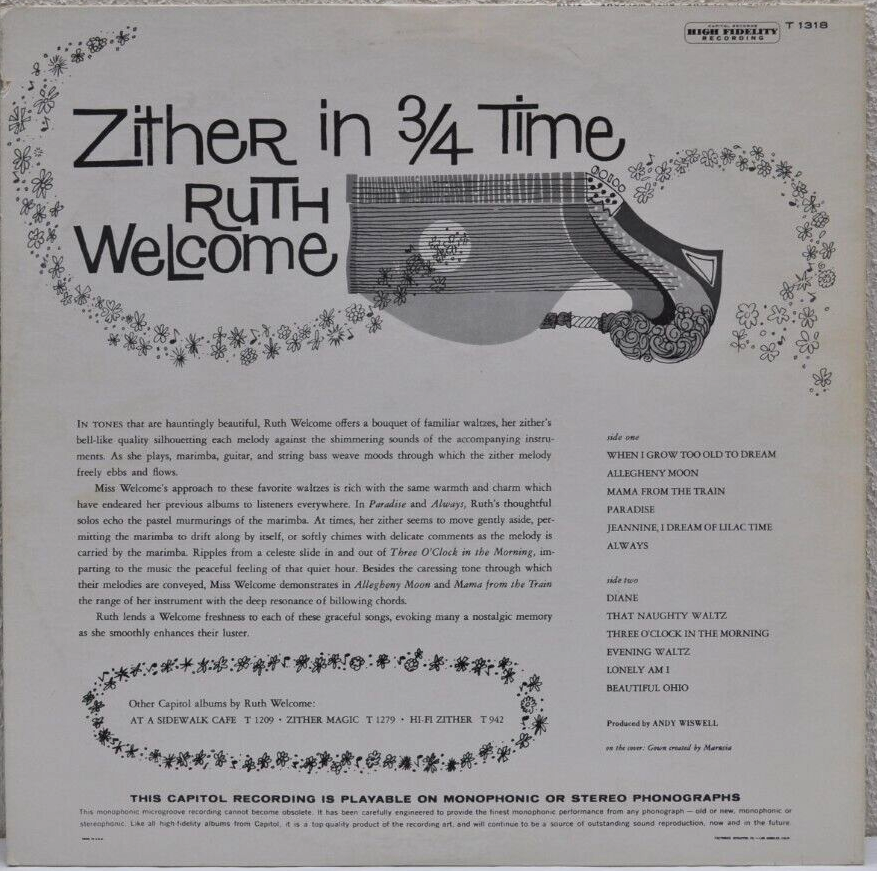 CAPITOL RECORDS
HIGH FIDELITY
RECORDING
T 1318
Zither in 3/4 Time
Ruth
Welcome
IN TONES that are hauntingly beautiful, Ruth Welcome offers a bouquet of familiar waltzes, her zither's
bell-like quality silhouetting each melody against the shimmering sounds of the accompanying instru-
ments. As she plays, marimba, guitar, and string bass weave moods through which the zither melody
freely ebbs and flows.
Miss Welcome's approach to these favorite waltzes is rich with the same warmth and charm which
have endeared her previous albums to listeners everywhere. In Paradise and Always, Ruth's thoughtful
solos echo the pastel murmurings of the marimba. At times, her zither seems to move gently aside, per-
mitting the marimba to drift along by itself, or softly chimes with delicate comments as the melody is
carried by the marimba. Ripples from a celeste slide in and out of Three O'Clock in the Morning, im-
parting to the music the peaceful feeling of that quiet hour. Besides the caressing tone through which
their melodies are conveyed, Miss Welcome demonstrates in Allegheny Moon and Mama from the Train
the range of her instrument with the deep resonance of billowing chords.
Ruth lends a Welcome freshness to each of these graceful songs, evoking many a nostalgic memory
as she smoothly enhances their luster.
Other Capitol albums by Ruth Welcome:
AT A SIDEWALK CAFE T 1209 · ZITHER MAGIC T 1279 · HI-FI ZITHER T 942
side one
WHEN I GROW TOO OLD TO DREAM
ALLEGHENY MOON
MAMA FROM THE TRAIN
PARADISE
JEANNINE, I DREAM OF LILAC TIME
ALWAYS
side two
DIANE
THAT NAUGHTY WALTZ
THREE O'CLOCK IN THE MORNING
EVENING WALTZ
LONELY AM I
BEAUTIFUL OHIO
Produced by ANDY WISWELL
on the cover: Gown created by Marusia
THIS CAPITOL RECORDING IS PLAYABLE ON MONOPHONIC OR STEREO PHONOGRAPHS
This monophonic microgroove recording cannot become obsolete. It has been carefully engineered to provide the finest monophonic performance from any phonograph — old or new, monophonic or
stereophonic. Like all high-fidelity albums from Capitol, it is a top-quality product of the recording art, and will continue to be a source of outstanding sound reproduction, now and in the future.